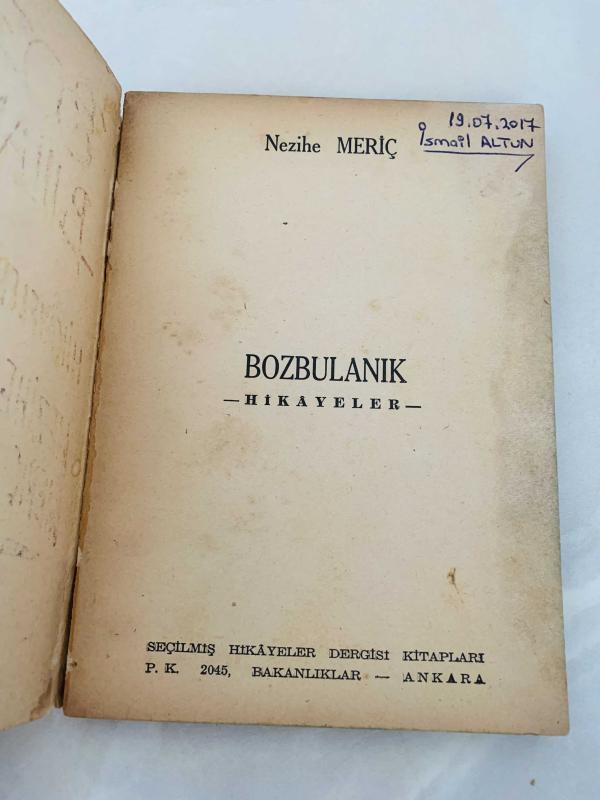 19.07.2017
İsmail ALTUN
Nezihe MERİÇ
BOZBULANIK
—HİKÂYELER—
SEÇİLMİŞ HİKÂYELER DERGİSİ KİTAPLARI
P. K. 2045, BAKANLIKLAR — ANKARA